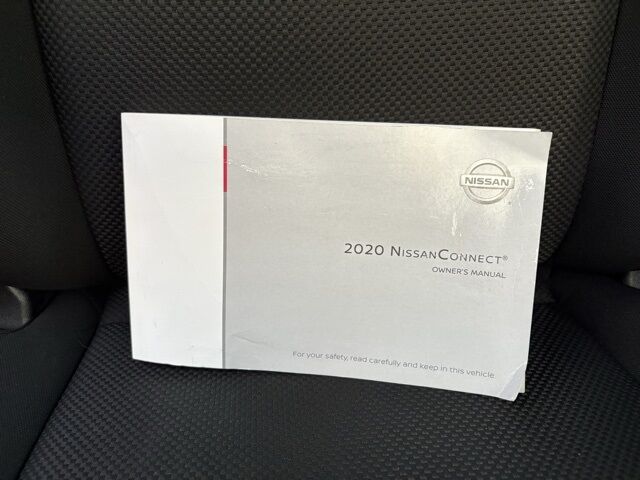 NISSAN
2020 NISSANCONNECT®
OWNER'S MANUAL
For your safety, read carefully and keep in this vehicle.